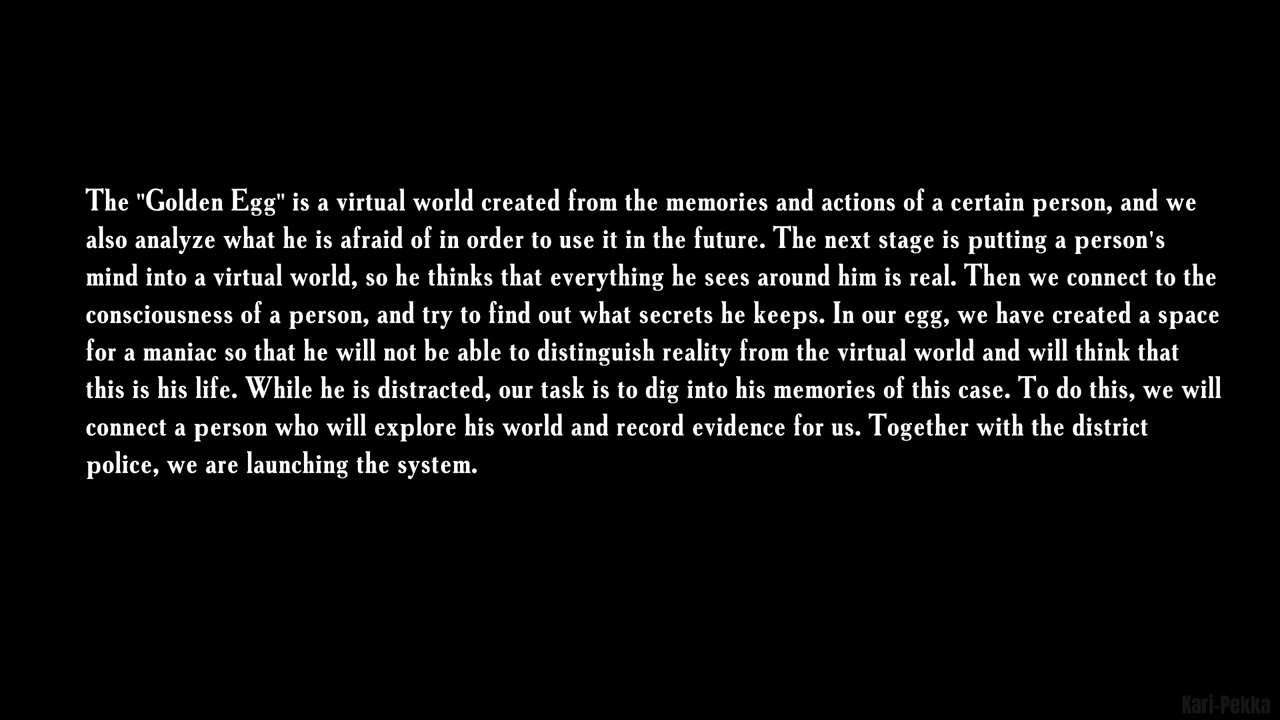 The "Golden Egg" is a virtual world created from the memories and actions of a certain person, and we
also analyze what he is afraid of in order to use it in the future. The next stage is putting a person's
mind into a virtual world, so he thinks that everything he sees around him is real. Then we connect to the
consciousness of a person, and try to find out what secrets he keeps. In our egg, we have created a space
for a maniac so that he will not be able to distinguish reality from the virtual world and will think that
this is his life. While he is distracted, our task is to dig into his memories of this case. To do this, we will
connect a person who will explore his world and record evidence for us. Together with the district
police, we are launching the system.
Kari-Pekka